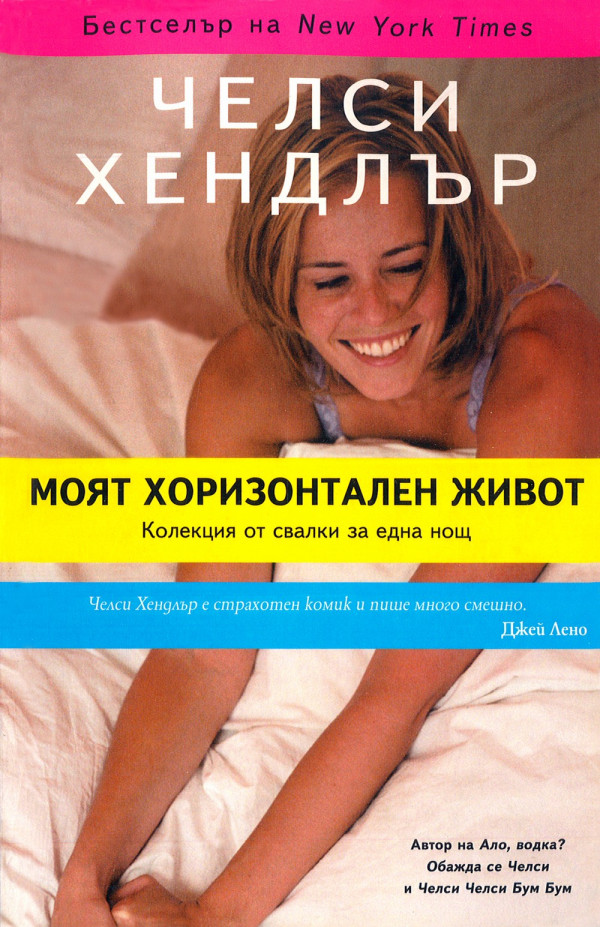 Бестселър на New York Times
ЧЕЛСИ
ХЕНДЛЪР
МОЯТ ХОРИЗОНТАЛЕН ЖИВОТ
Колекция от свалки за една нощ
Челси Хендлър е страхотен комик и пише много смешно.
Джей Лено
Автор на Ало, водка?
Обажда се Челси
и Челси Челси Бум Бум